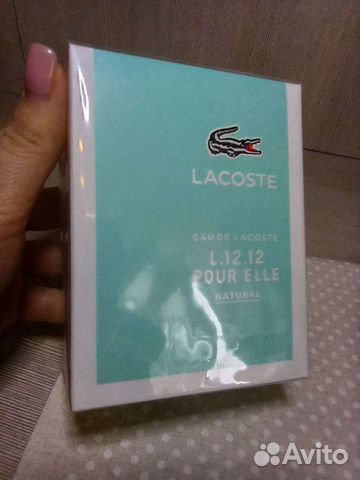 LACOSTE
EAU DE LACOSTE
L.12.12
POUR ELLE
NATURAL
Avito